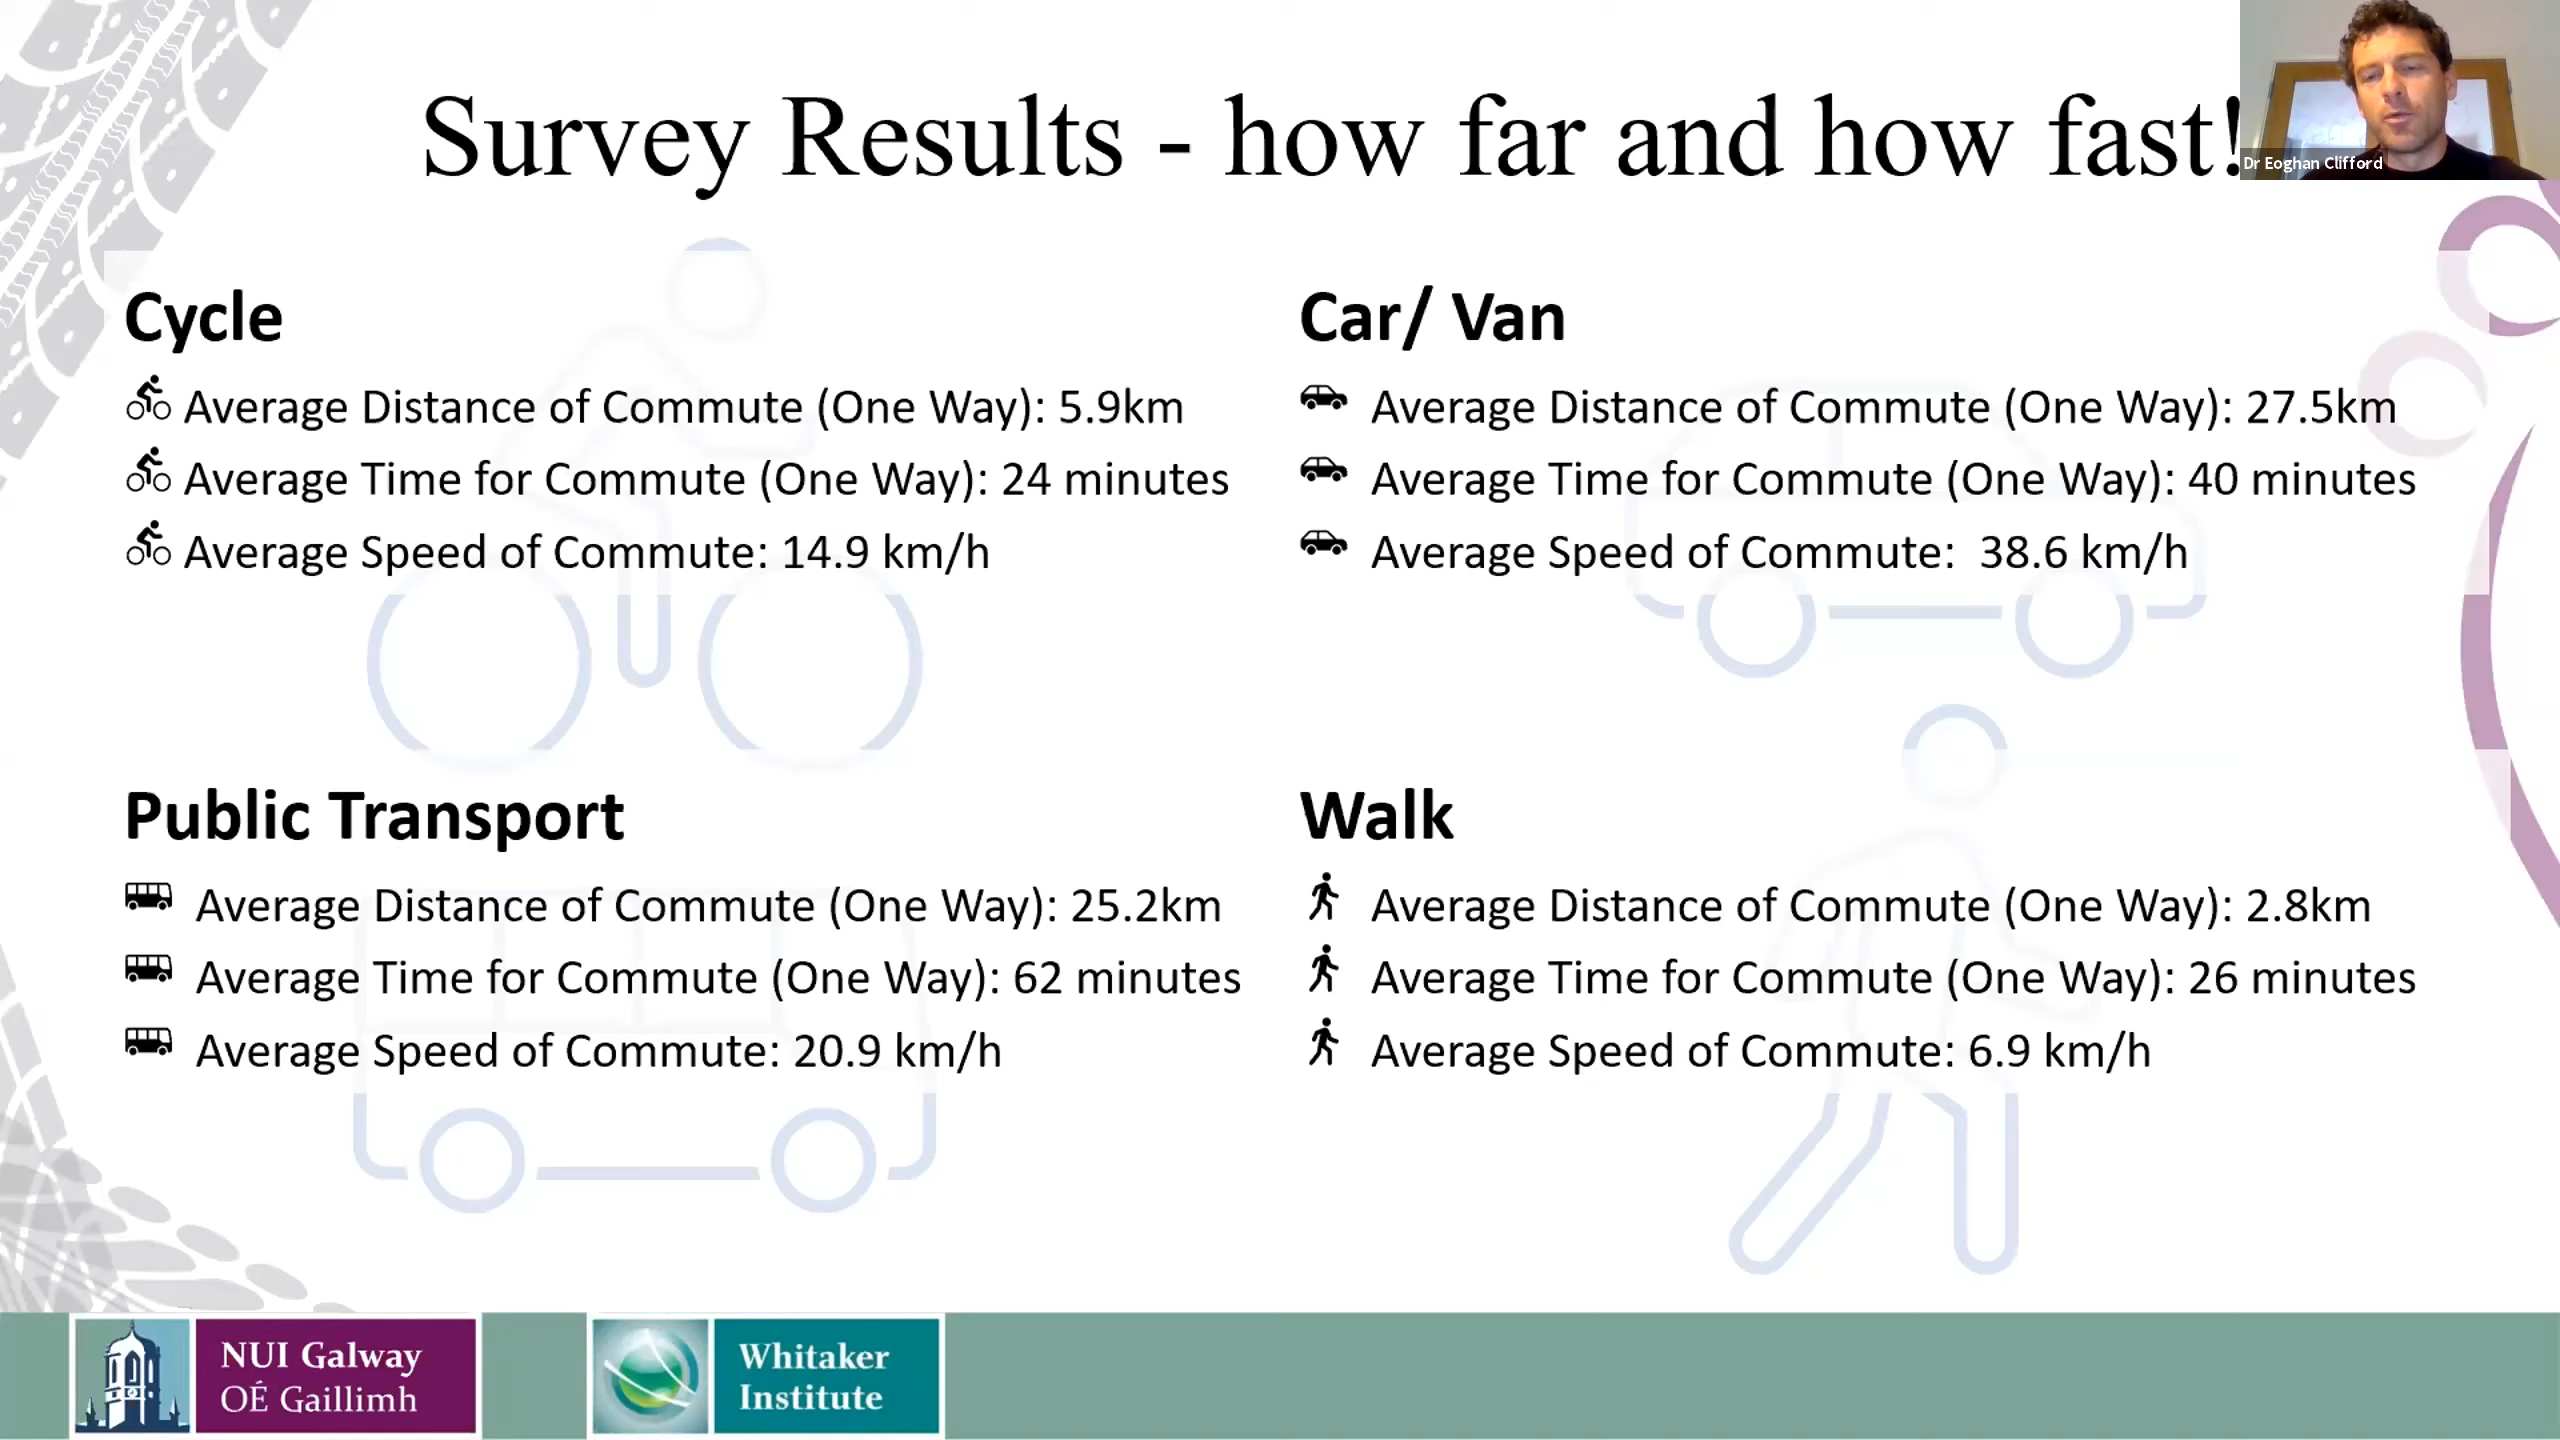 Survey Results - how far and how fast!
Dr Eoghan Clifford
Cycle
Average Distance of Commute (One Way): 5.9km
Average Time for Commute (One Way): 24 minutes
Average Speed of Commute: 14.9 km/h
Car/ Van
Average Distance of Commute (One Way): 27.5km
Average Time for Commute (One Way): 40 minutes
Average Speed of Commute: 38.6 km/h
Public Transport
Average Distance of Commute (One Way): 25.2km
Average Time for Commute (One Way): 62 minutes
Average Speed of Commute: 20.9 km/h
Walk
Average Distance of Commute (One Way): 2.8km
Average Time for Commute (One Way): 26 minutes
Average Speed of Commute: 6.9 km/h
NUI Galway
OÉ Gaillimh
Whitaker
Institute